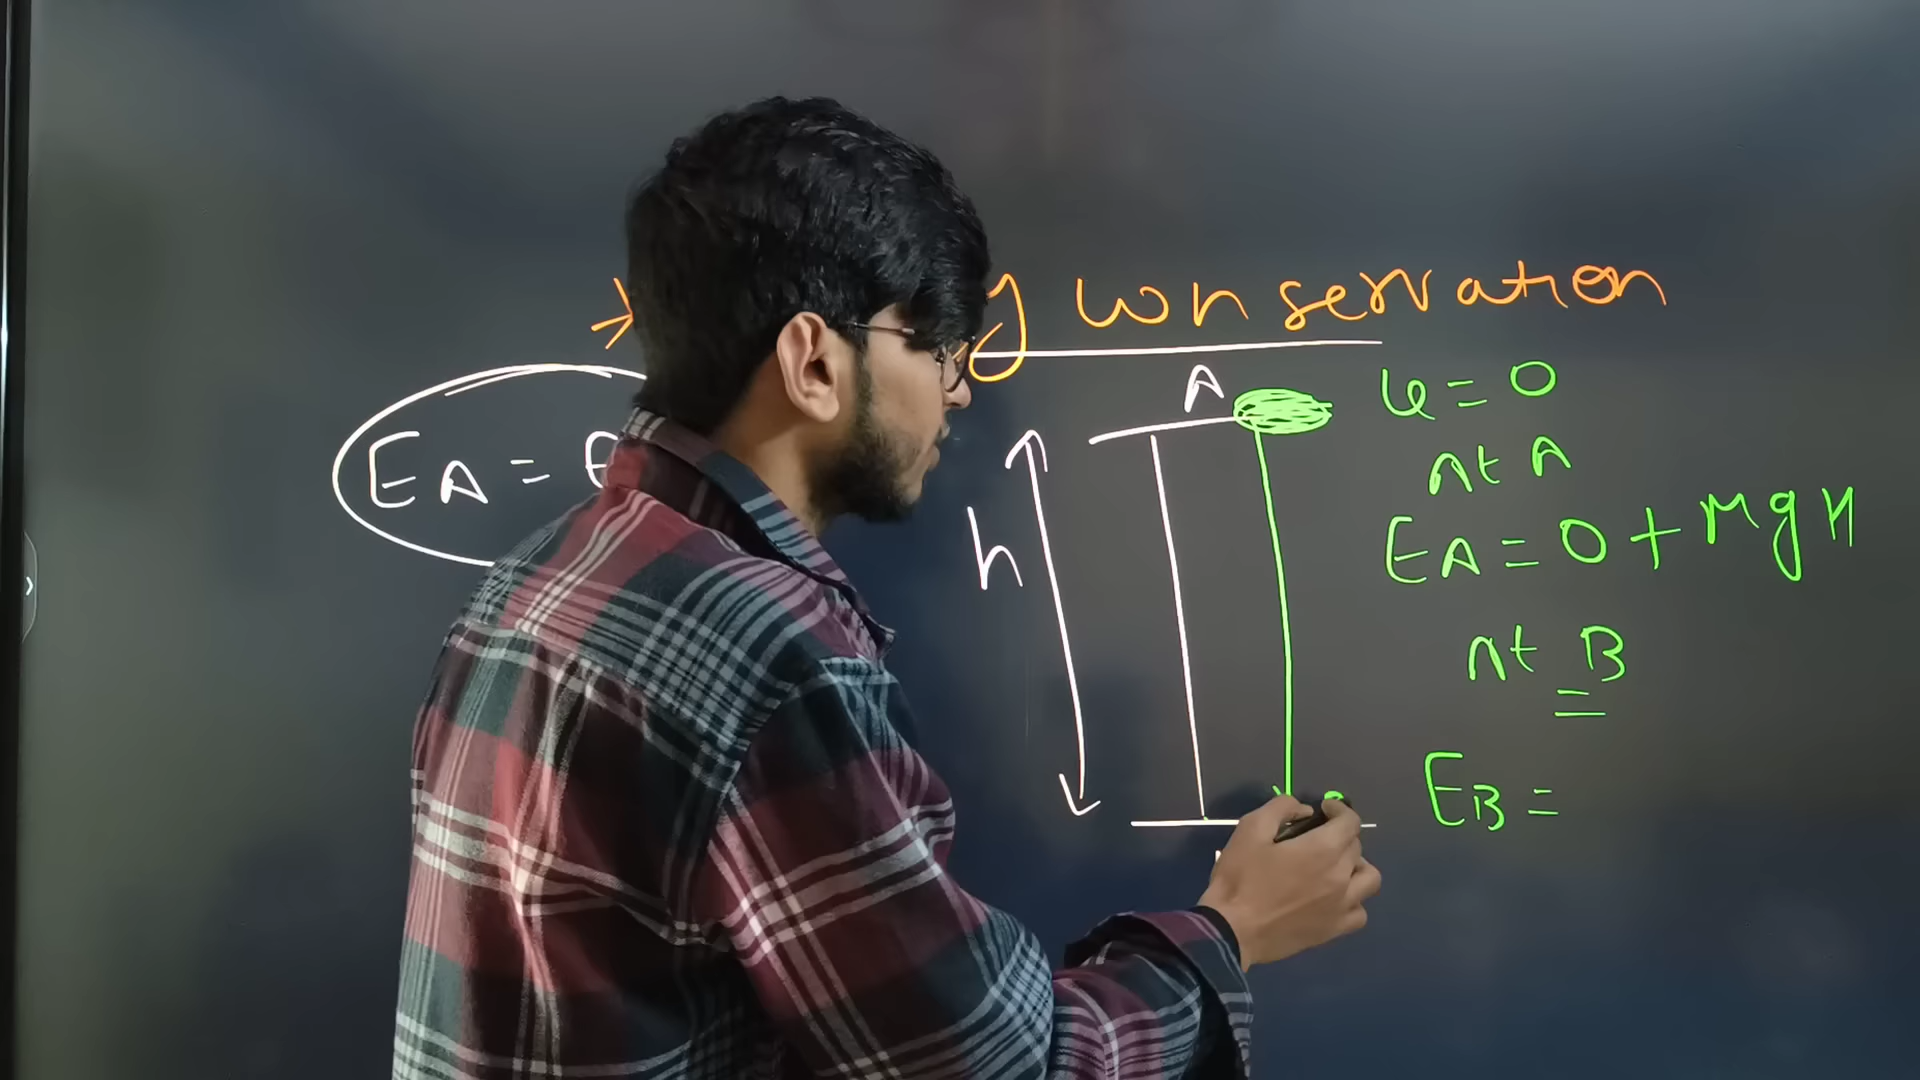 conservation
A
u = 0
At A
EA =
h
EA = 0 + MgH
At B
EB =